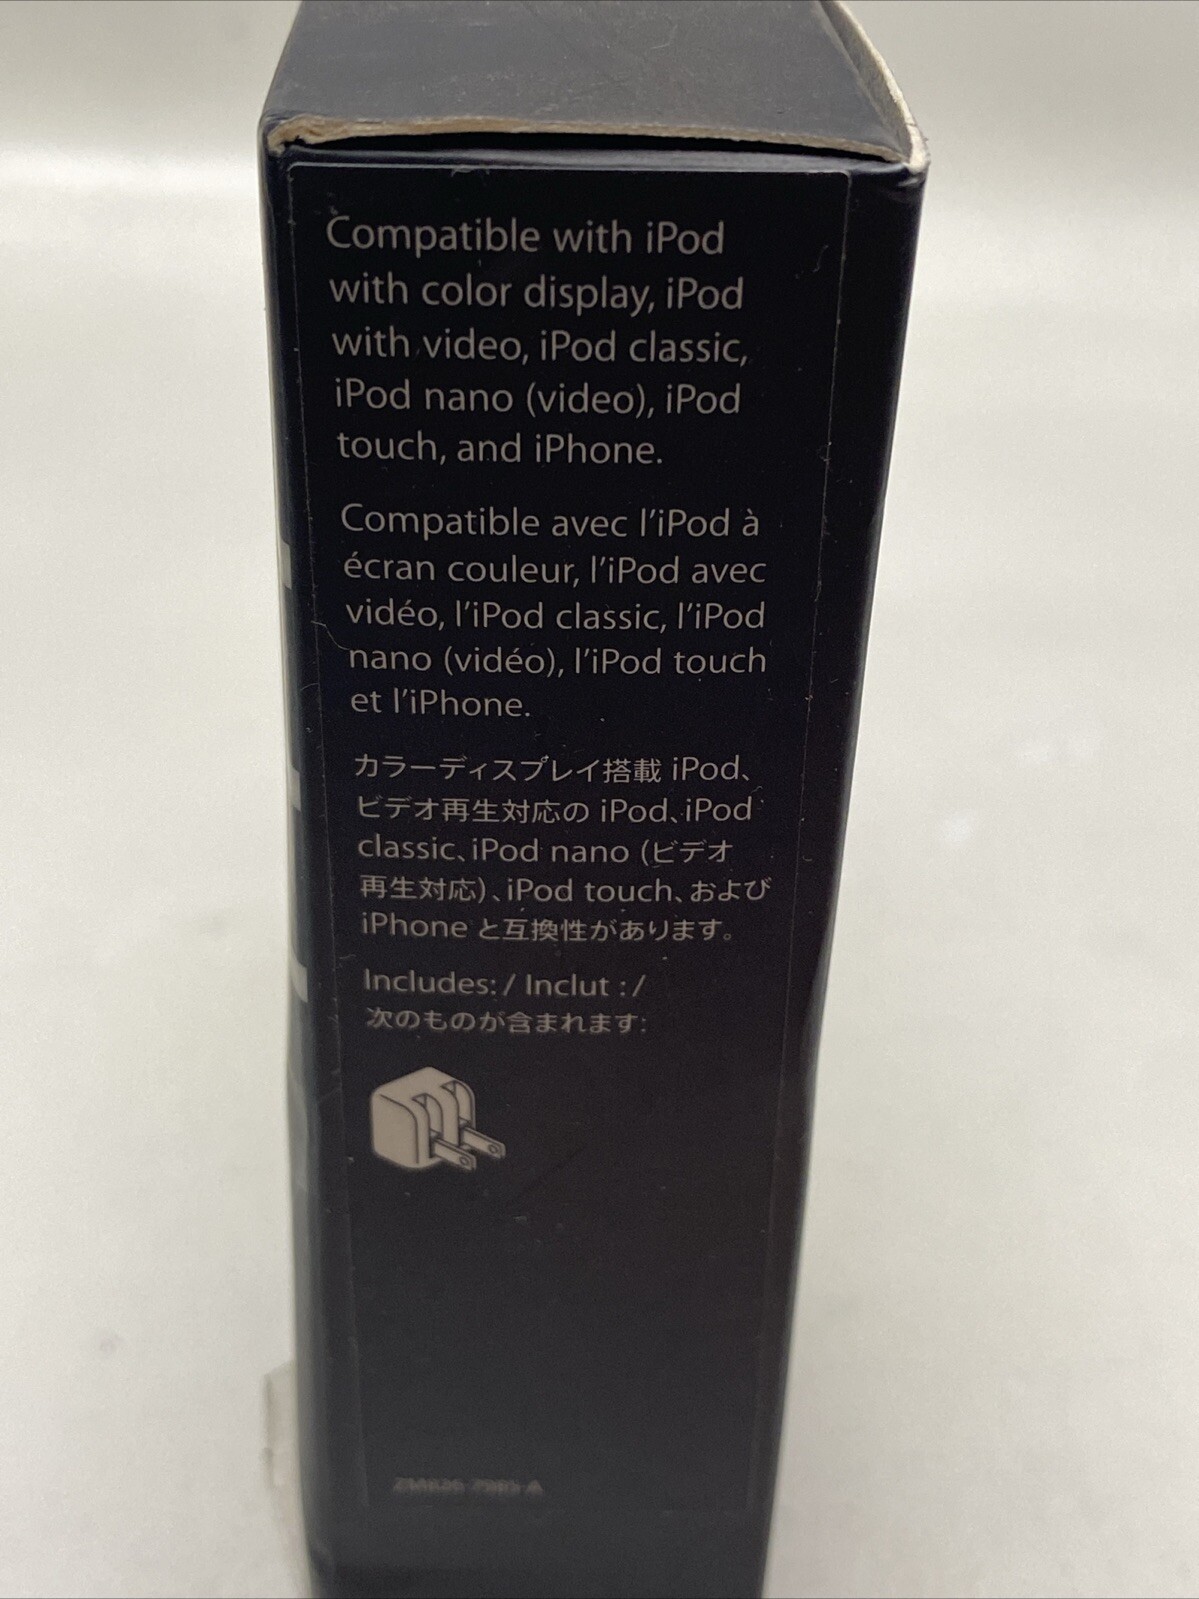 Compatible with iPod
with color display, iPod
with video, iPod classic,
iPod nano (video), iPod
touch, and iPhone.
Compatible avec l'iPod à
écran couleur, l'iPod avec
vidéo, l'iPod classic, l'iPod
nano (vidéo), l'iPod touch
et l'iPhone.
カラーディスプレイ搭載 iPod、
ビデオ再生対応の iPod、iPod
classic、iPod nano (ビデオ
再生対応)、iPod touch、および
iPhone と互換性があります。
Includes: / Inclut : /
次のものが含まれます: